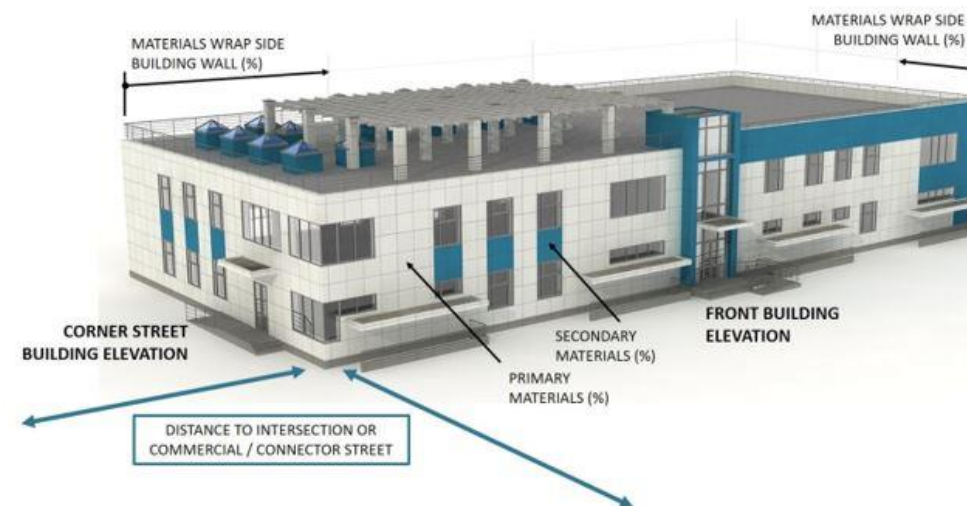 MATERIALS WRAP SIDE
BUILDING WALL (%)
MATERIALS WRAP SIDE
BUILDING WALL (%)
CORNER STREET
BUILDING ELEVATION
FRONT BUILDING
ELEVATION
SECONDARY
MATERIALS (%)
PRIMARY
MATERIALS (%)
DISTANCE TO INTERSECTION OR
COMMERCIAL / CONNECTOR STREET